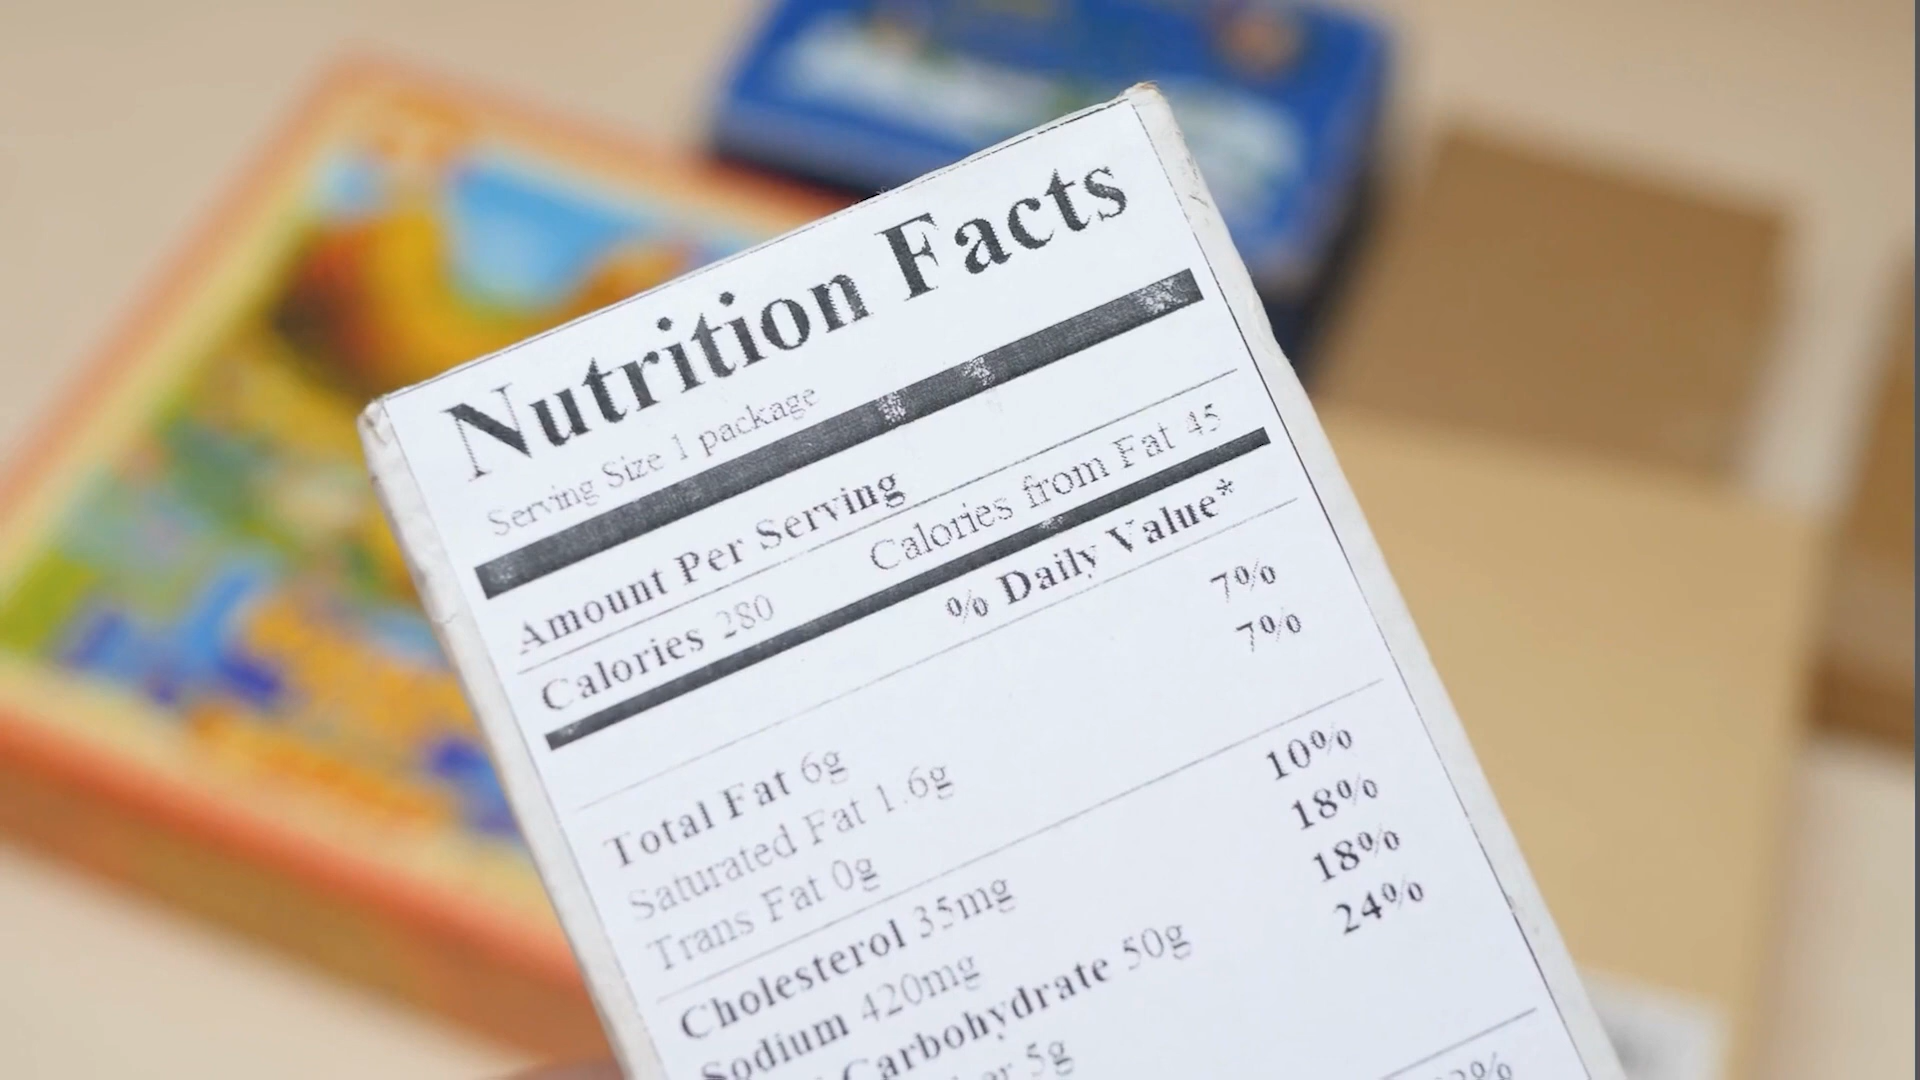 Nutrition Facts
Serving Size 1 package
Amount Per Serving
Calories 280 Calories from Fat 45
% Daily Value*
Total Fat 6g 7%
Saturated Fat 1.6g 7%
Trans Fat 0g
Cholesterol 35mg 10%
Sodium 420mg 18%
Carbohydrate 50g 18%
5g 24%